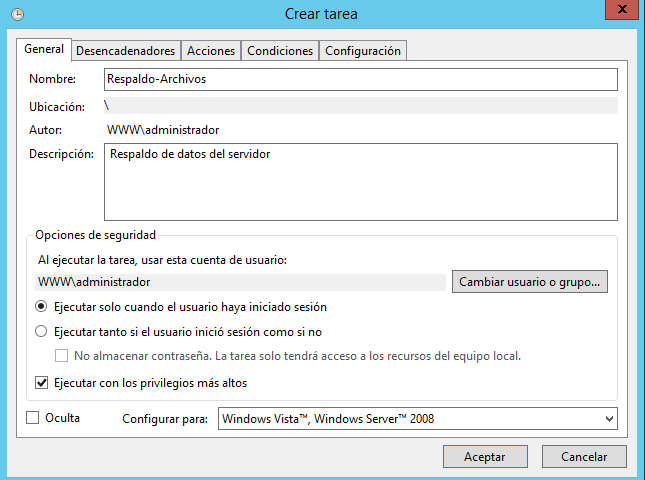 Crear tarea
x
General Desencadenadores Acciones Condiciones Configuración
Nombre: Respaldo-Archivos
Ubicación: \
Autor: WWW\administrador
Descripción: Respaldo de datos del servidor
Opciones de seguridad
Al ejecutar la tarea, usar esta cuenta de usuario:
WWW\administrador Cambiar usuario o grupo...
Ejecutar solo cuando el usuario haya iniciado sesión
Ejecutar tanto si el usuario inició sesión como si no
No almacenar contraseña. La tarea solo tendrá acceso a los recursos del equipo local.
Ejecutar con los privilegios más altos
Oculta Configurar para: Windows Vista™, Windows Server™ 2008
Aceptar Cancelar